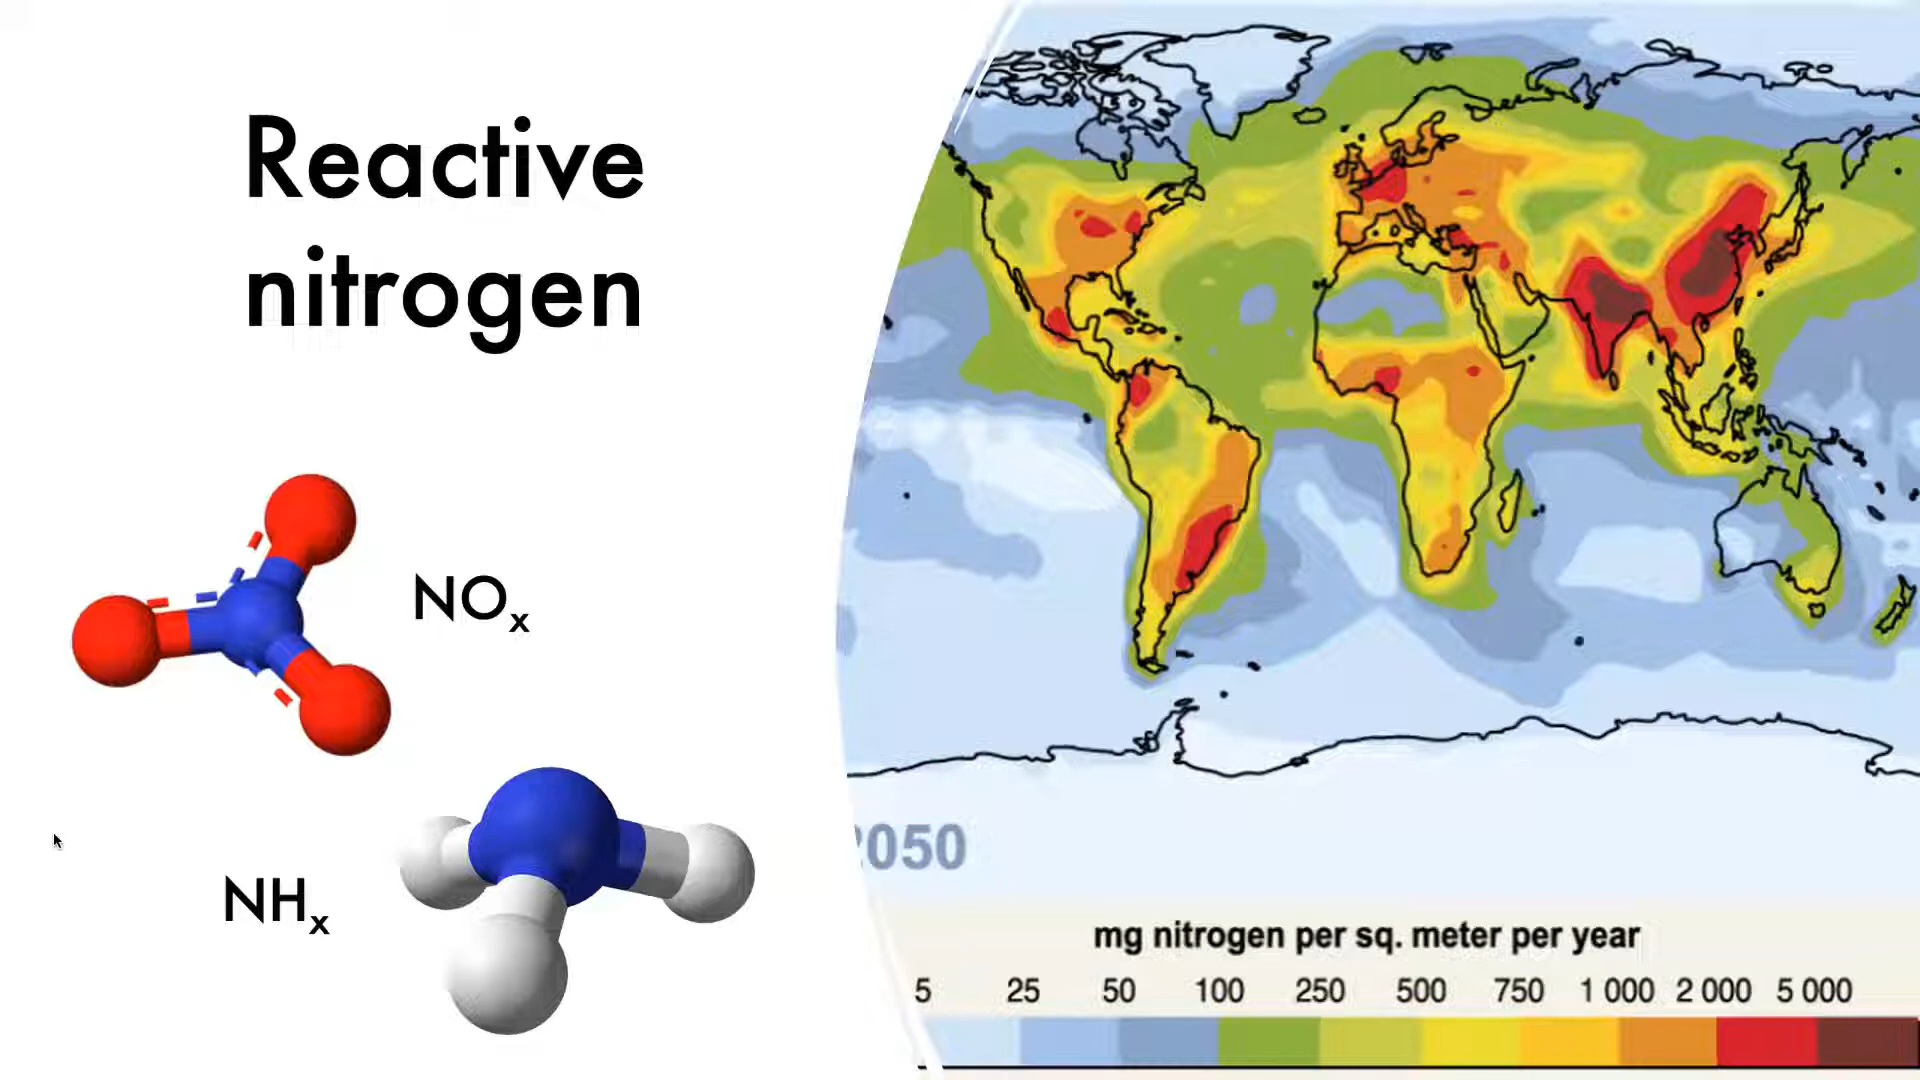 Reactive
nitrogen
NOₓ
NHₓ
2050
mg nitrogen per sq. meter per year
5 25 50 100 250 500 750 1 000 2 000 5 000